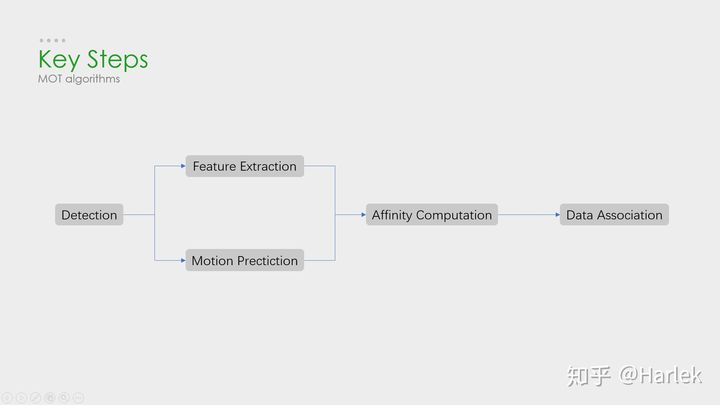 Key Steps
MOT algorithms
Feature Extraction
Detection
Affinity Computation
Data Association
Motion Prectiction
知乎 @Harlek